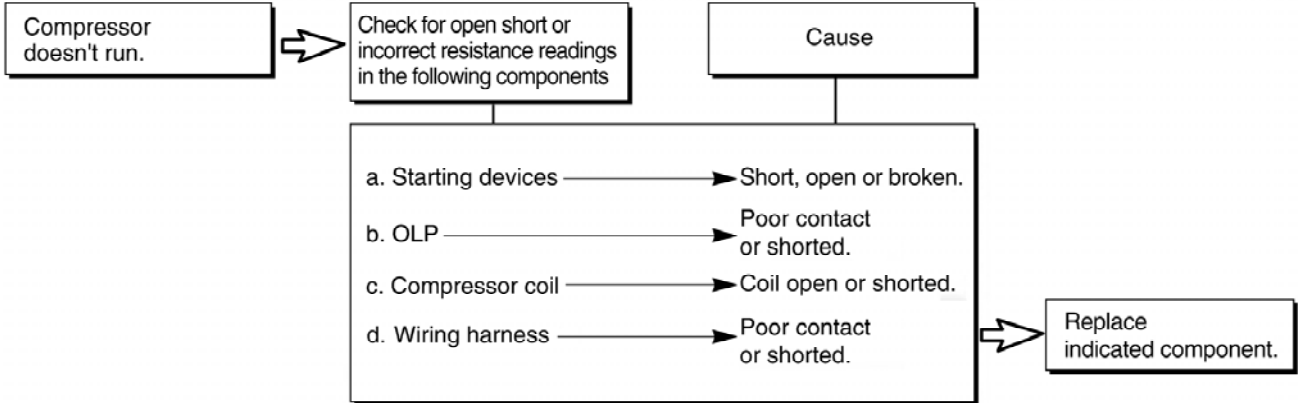 Compressor
doesn't run.
Check for open short or
incorrect resistance readings
in the following components
Cause
a. Starting devices
Short, open or broken.
b. OLP
Poor contact
or shorted.
c. Compressor coil
Coil open or shorted.
d. Wiring harness
Poor contact
or shorted.
Replace
indicated component.